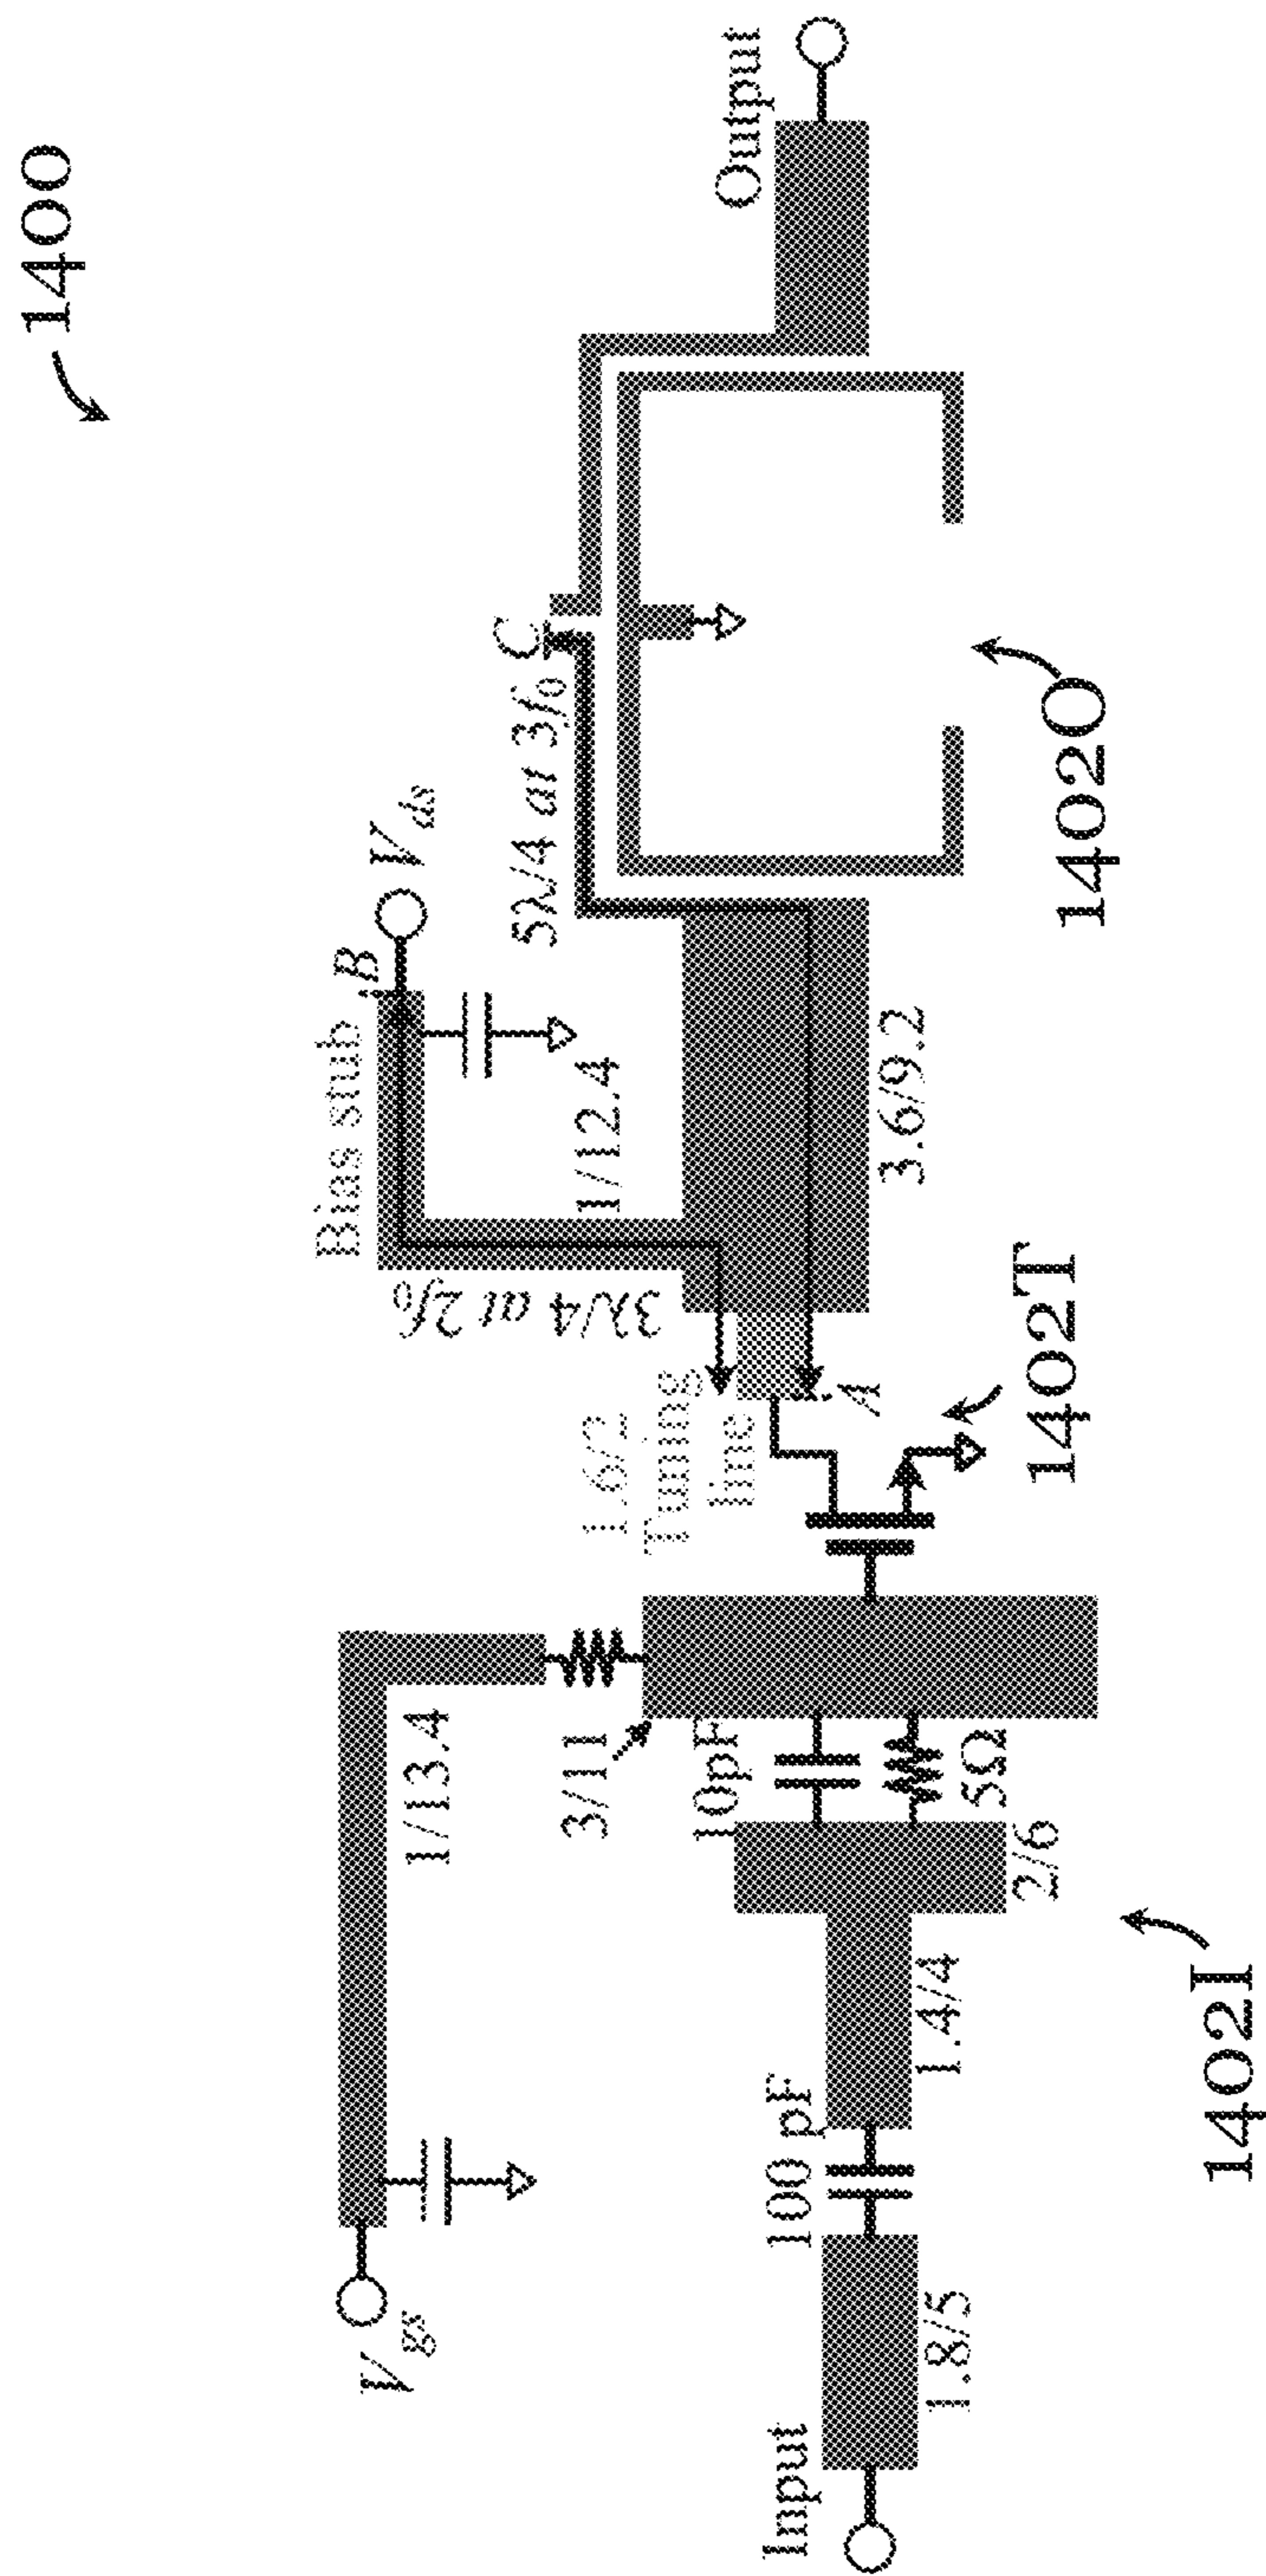 1400
Bias stub
B
V ds
C
5λ/4 at 3f0
Output
3λ/4 at 2f0
1/12.4
1.6/2
Tuning
line
A
3.6/9.2
1402T
1402O
V gs
1/13.4
3/11
10pF
5Ω
2/6
100 pF
1.4/4
Input
1.8/5
1402I